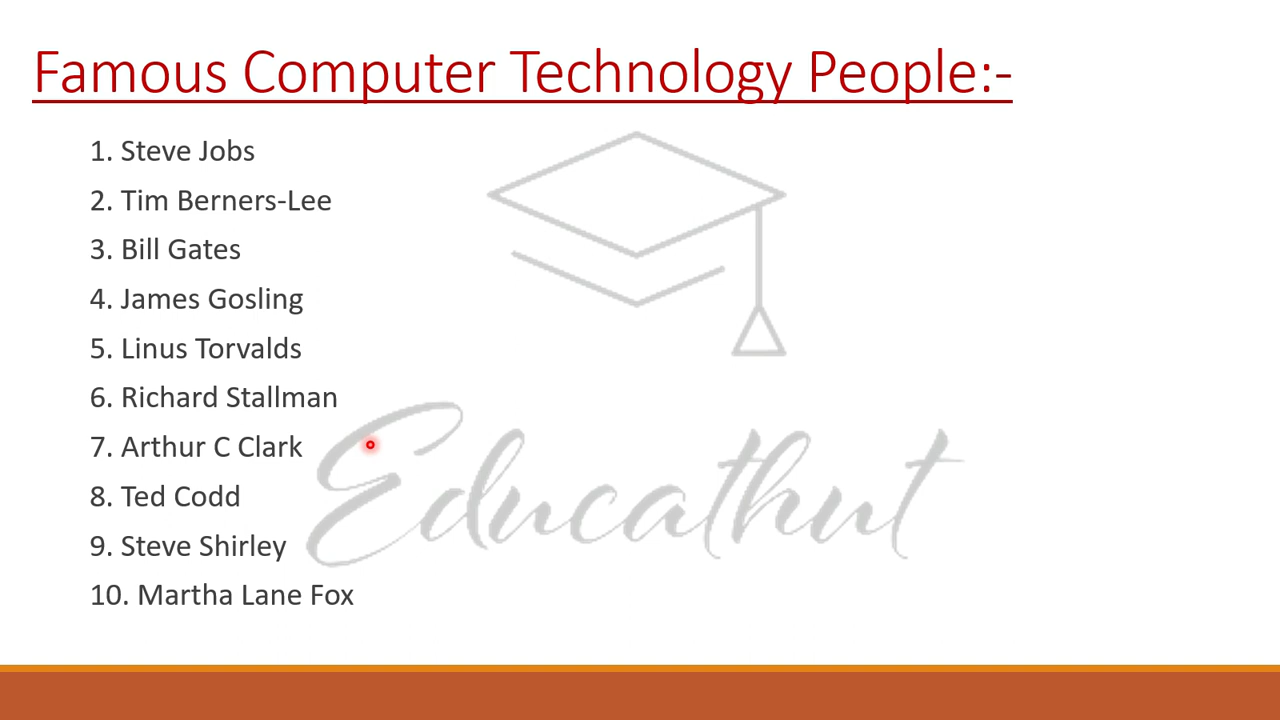 Famous Computer Technology People:-
1. Steve Jobs
2. Tim Berners-Lee
3. Bill Gates
4. James Gosling
5. Linus Torvalds
6. Richard Stallman
7. Arthur C Clark
8. Ted Codd
9. Steve Shirley
10. Martha Lane Fox
Educathut